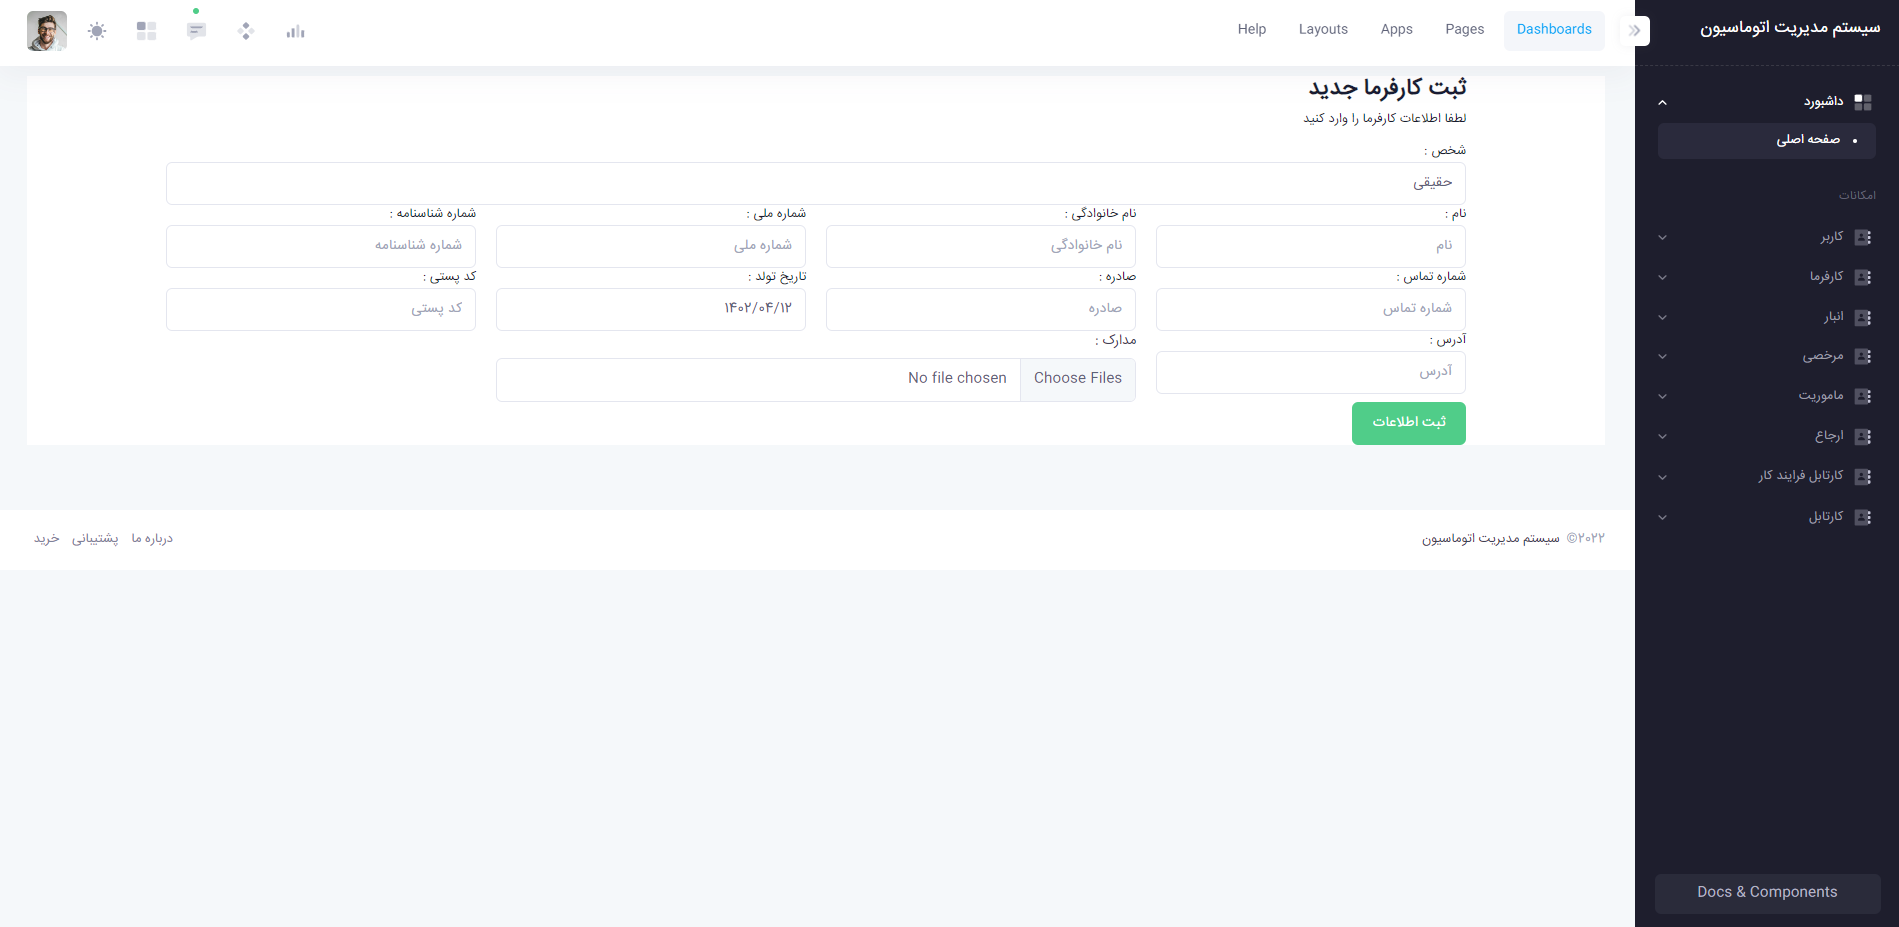 سیستم مدیریت اتوماسیون
داشبورد
صفحه اصلی
امکانات
کاربر
کارفرما
انبار
مرخصی
ماموریت
ارجاع
کارتابل فرایند کار
کارتابل
Docs & Components
Help Layouts Apps Pages Dashboards
ثبت کارفرما جدید
لطفا اطلاعات کارفرما را وارد کنید
شخص :
حقیقی
نام : نام خانوادگی : شماره ملی : شماره شناسنامه :
نام نام خانوادگی شماره ملی شماره شناسنامه
شماره تماس : صادره : تاریخ تولد : کد پستی :
شماره تماس صادره ۱۴۰۲/۰۴/۱۲ کد پستی
آدرس : مدارک :
آدرس Choose Files No file chosen
ثبت اطلاعات
۲۰۲۲© سیستم مدیریت اتوماسیون درباره ما پشتیبانی خرید